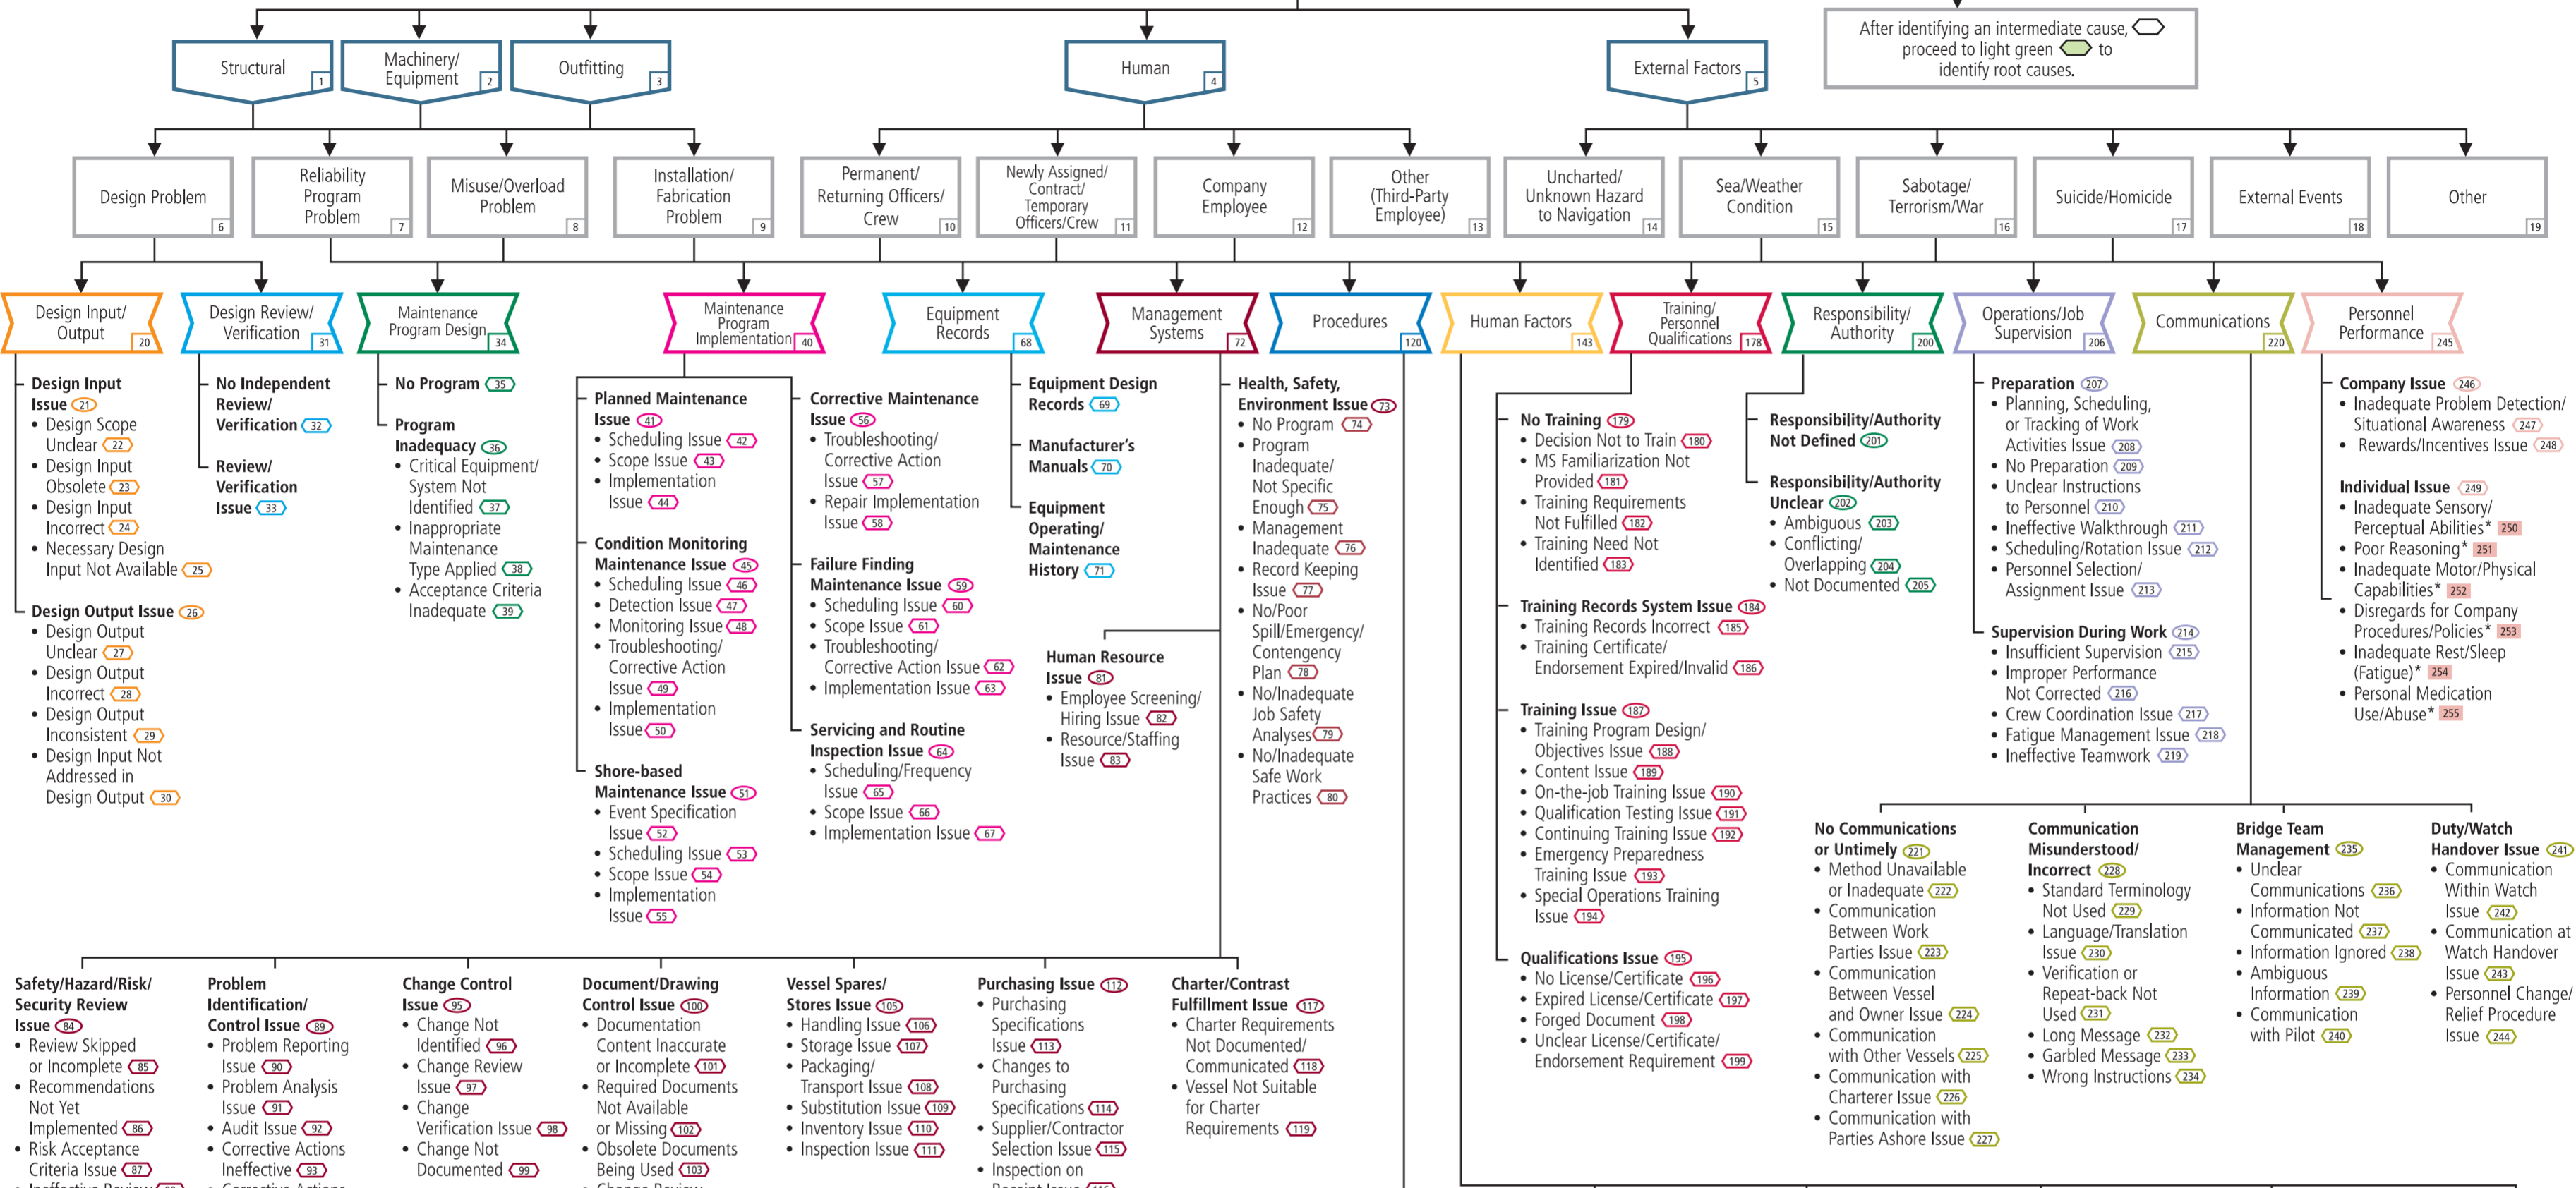 After identifying an intermediate cause,
proceed to light green to
identify root causes.
Structural
1
Machinery/
Equipment
2
Outfitting
3
Human
4
External Factors
5
Design Problem
6
Reliability
Program
Problem
7
Misuse/Overload
Problem
8
Installation/
Fabrication
Problem
9
Permanent/
Returning Officers/
Crew
10
Newly Assigned/
Contract/
Temporary
Officers/Crew
11
Company
Employee
12
Other
(Third-Party
Employee)
13
Uncharted/
Unknown Hazard
to Navigation
14
Sea/Weather
Condition
15
Sabotage/
Terrorism/War
16
Suicide/Homicide
17
External Events
18
Other
19
Design Input/
Output
20
Design Review/
Verification
31
Maintenance
Program Design
34
Maintenance
Program
Implementation
40
Equipment
Records
68
Management
Systems
72
Procedures
120
Human Factors
143
Training/
Personnel
Qualifications
178
Responsibility/
Authority
200
Operations/Job
Supervision
206
Communications
220
Personnel
Performance
245
Design Input
Issue 21
• Design Scope
Unclear 22
• Design Input
Obsolete 23
• Design Input
Incorrect 24
• Necessary Design
Input Not Available 25
Design Output Issue 26
• Design Output
Unclear 27
• Design Output
Incorrect 28
• Design Output
Inconsistent 29
• Design Input Not
Addressed in
Design Output 30
No Independent
Review/
Verification 32
Review/
Verification
Issue 33
No Program 35
Program
Inadequacy 36
• Critical Equipment/
System Not
Identified 37
• Inappropriate
Maintenance
Type Applied 38
• Acceptance Criteria
Inadequate 39
Planned Maintenance
Issue 41
• Scheduling Issue 42
• Scope Issue 43
• Implementation
Issue 44
Condition Monitoring
Maintenance Issue 45
• Scheduling Issue 46
• Detection Issue 47
• Monitoring Issue 48
• Troubleshooting/
Corrective Action
Issue 49
• Implementation
Issue 50
Shore-based
Maintenance Issue 51
• Event Specification
Issue 52
• Scheduling Issue 53
• Scope Issue 54
• Implementation
Issue 55
Corrective Maintenance
Issue 56
• Troubleshooting/
Corrective Action
Issue 57
• Repair Implementation
Issue 58
Failure Finding
Maintenance Issue 59
• Scheduling Issue 60
• Scope Issue 61
• Troubleshooting/
Corrective Action Issue 62
• Implementation Issue 63
Servicing and Routine
Inspection Issue 64
• Scheduling/Frequency
Issue 65
• Scope Issue 66
• Implementation Issue 67
Equipment Design
Records 69
Manufacturer's
Manuals 70
Equipment
Operating/
Maintenance
History 71
Health, Safety,
Environment Issue 73
• No Program 74
• Program
Inadequate/
Not Specific
Enough 75
• Management
Inadequate 76
• Record Keeping
Issue 77
• No/Poor
Spill/Emergency/
Contengency
Plan 78
• No/Inadequate
Job Safety
Analyses 79
• No/Inadequate
Safe Work
Practices 80
Human Resource
Issue 81
• Employee Screening/
Hiring Issue 82
• Resource/Staffing
Issue 83
No Training 179
• Decision Not to Train 180
• MS Familiarization Not
Provided 181
• Training Requirements
Not Fulfilled 182
• Training Need Not
Identified 183
Training Records System Issue 184
• Training Records Incorrect 185
• Training Certificate/
Endorsement Expired/Invalid 186
Training Issue 187
• Training Program Design/
Objectives Issue 188
• Content Issue 189
• On-the-job Training Issue 190
• Qualification Testing Issue 191
• Continuing Training Issue 192
• Emergency Preparedness
Training Issue 193
• Special Operations Training
Issue 194
Qualifications Issue 195
• No License/Certificate 196
• Expired License/Certificate 197
• Forged Document 198
• Unclear License/Certificate/
Endorsement Requirement 199
Responsibility/Authority
Not Defined 201
Responsibility/Authority
Unclear 202
• Ambiguous 203
• Conflicting/
Overlapping 204
• Not Documented 205
Preparation 207
• Planning, Scheduling,
or Tracking of Work
Activities Issue 208
• No Preparation 209
• Unclear Instructions
to Personnel 210
• Ineffective Walkthrough 211
• Scheduling/Rotation Issue 212
• Personnel Selection/
Assignment Issue 213
Supervision During Work 214
• Insufficient Supervision 215
• Improper Performance
Not Corrected 216
• Crew Coordination Issue 217
• Fatigue Management Issue 218
• Ineffective Teamwork 219
Company Issue 246
• Inadequate Problem Detection/
Situational Awareness 247
• Rewards/Incentives Issue 248
Individual Issue 249
• Inadequate Sensory/
Perceptual Abilities* 250
• Poor Reasoning* 251
• Inadequate Motor/Physical
Capabilities* 252
• Disregards for Company
Procedures/Policies* 253
• Inadequate Rest/Sleep
(Fatigue)* 254
• Personal Medication
Use/Abuse* 255
No Communications
or Untimely 221
• Method Unavailable
or Inadequate 222
• Communication
Between Work
Parties Issue 223
• Communication
Between Vessel
and Owner Issue 224
• Communication
with Other Vessels 225
• Communication with
Charterer Issue 226
• Communication with
Parties Ashore Issue 227
Communication
Misunderstood/
Incorrect 228
• Standard Terminology
Not Used 229
• Language/Translation
Issue 230
• Verification or
Repeat-back Not
Used 231
• Long Message 232
• Garbled Message 233
• Wrong Instructions 234
Bridge Team
Management 235
• Unclear
Communications 236
• Information Not
Communicated 237
• Information Ignored 238
• Ambiguous
Information 239
• Communication
with Pilot 240
Duty/Watch
Handover Issue 241
• Communication
Within Watch
Issue 242
• Communication at
Watch Handover
Issue 243
• Personnel Change/
Relief Procedure
Issue 244
Safety/Hazard/Risk/
Security Review
Issue 84
• Review Skipped
or Incomplete 85
• Recommendations
Not Yet
Implemented 86
• Risk Acceptance
Criteria Issue 87
Problem
Identification/
Control Issue 89
• Problem Reporting
Issue 90
• Problem Analysis
Issue 91
• Audit Issue 92
• Corrective Actions
Ineffective 93
• Corrective Actions
Change Control
Issue 95
• Change Not
Identified 96
• Change Review
Issue 97
• Change
Verification Issue 98
• Change Not
Documented 99
Document/Drawing
Control Issue 100
• Documentation
Content Inaccurate
or Incomplete 101
• Required Documents
Not Available
or Missing 102
• Obsolete Documents
Being Used 103
• Change Review
Vessel Spares/
Stores Issue 105
• Handling Issue 106
• Storage Issue 107
• Packaging/
Transport Issue 108
• Substitution Issue 109
• Inventory Issue 110
• Inspection Issue 111
Purchasing Issue 112
• Purchasing
Specifications
Issue 113
• Changes to
Purchasing
Specifications 114
• Supplier/Contractor
Selection Issue 115
• Inspection on
Charter/Contrast
Fulfillment Issue 117
• Charter Requirements
Not Documented/
Communicated 118
• Vessel Not Suitable
for Charter
Requirements 119